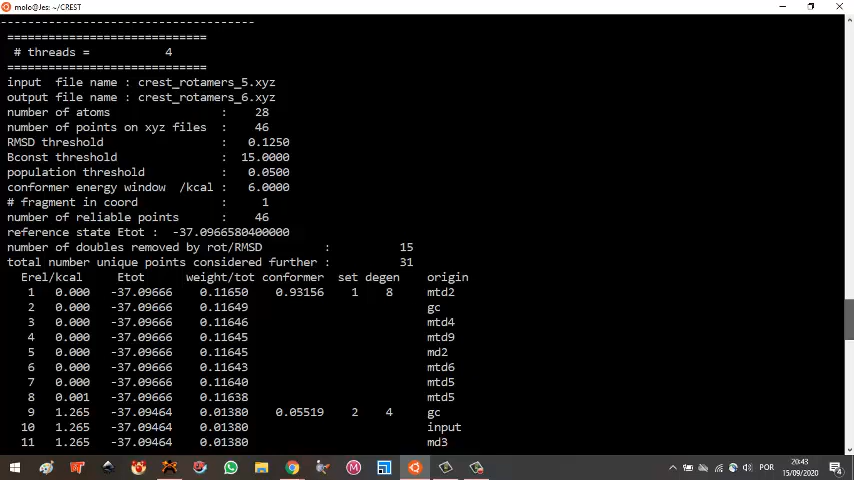 molo@Jes: ~/CREST
------------------------------------
=============================
# threads = 4
=============================
input file name : crest_rotamers_5.xyz
output file name : crest_rotamers_6.xyz
number of atoms : 28
number of points on xyz files : 46
RMSD threshold : 0.1250
Bconst threshold : 15.0000
population threshold : 0.0500
conformer energy window /kcal : 6.0000
# fragment in coord : 1
number of reliable points : 46
reference state Etot : -37.0966580400000
number of doubles removed by rot/RMSD : 15
total number unique points considered further : 31
Erel/kcal Etot weight/tot conformer set degen origin
1 0.000 -37.09666 0.11650 0.93156 1 8 mtd2
2 0.000 -37.09666 0.11649 gc
3 0.000 -37.09666 0.11646 mtd4
4 0.000 -37.09666 0.11645 mtd9
5 0.000 -37.09666 0.11645 md2
6 0.000 -37.09666 0.11643 mtd6
7 0.000 -37.09666 0.11640 mtd5
8 0.001 -37.09666 0.11638 mtd5
9 1.265 -37.09464 0.01380 0.05519 2 4 gc
10 1.265 -37.09464 0.01380 input
11 1.265 -37.09464 0.01380 md3
POR
20:43
15/09/2020
4